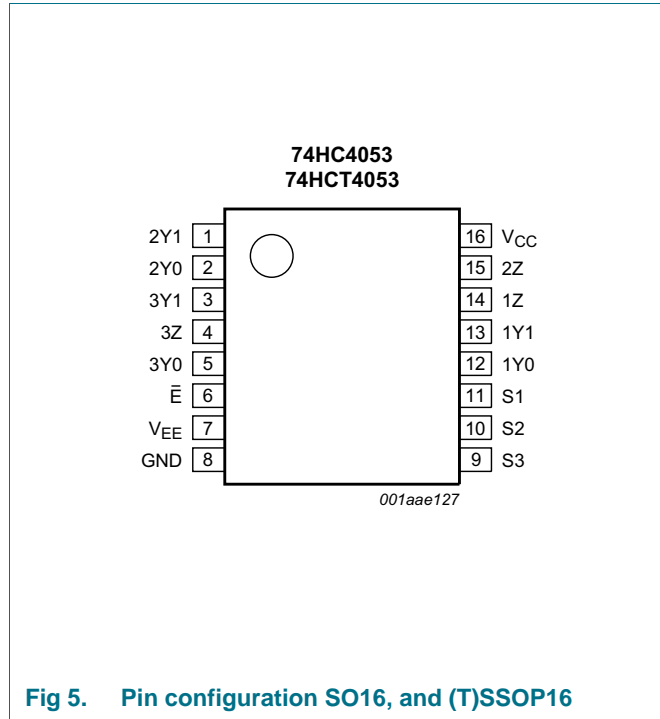 74HC4053
74HCT4053
2Y1 1 16 V_CC
2Y0 2 15 2Z
3Y1 3 14 1Z
3Z 4 13 1Y1
3Y0 5 12 1Y0
E̅ 6 11 S1
V_EE 7 10 S2
GND 8 9 S3
001aae127
Fig 5. Pin configuration SO16, and (T)SSOP16